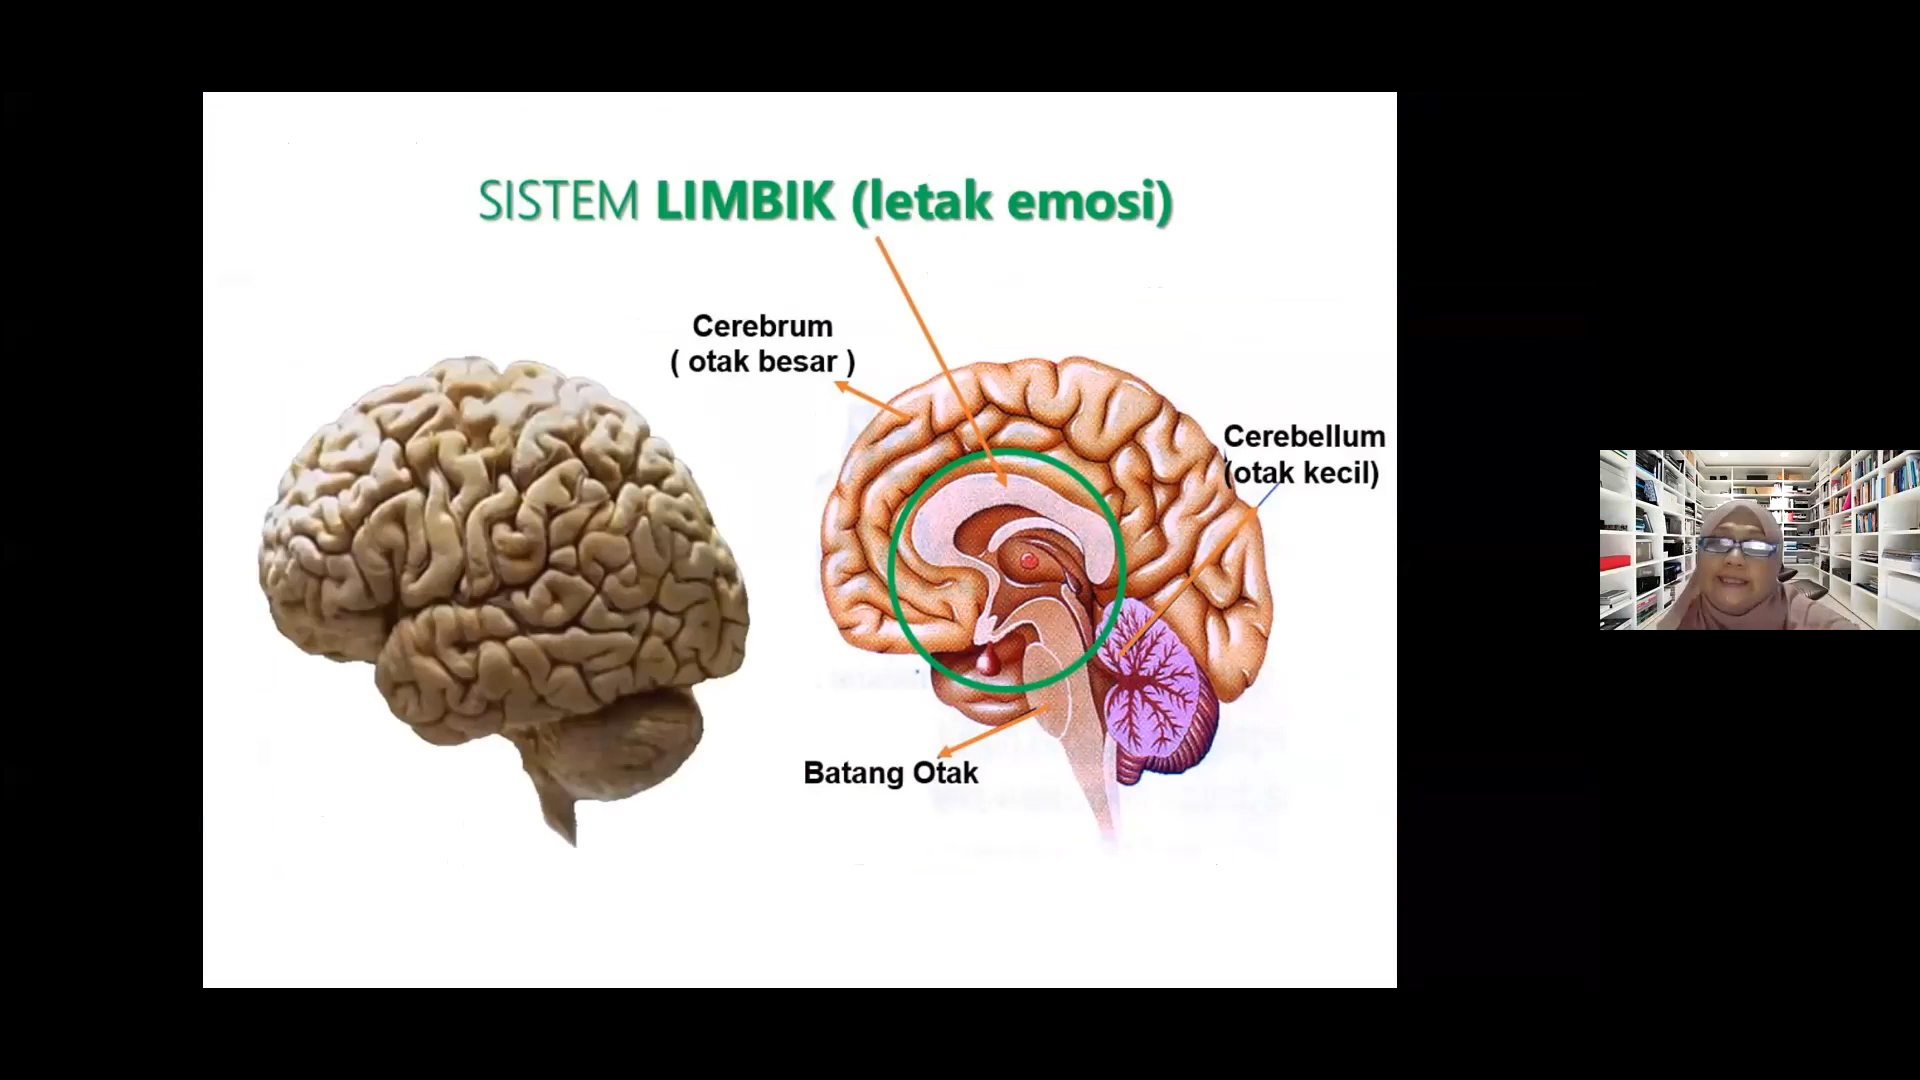 SISTEM LIMBIK (letak emosi)
Cerebrum
( otak besar )
Cerebellum
(otak kecil)
Batang Otak